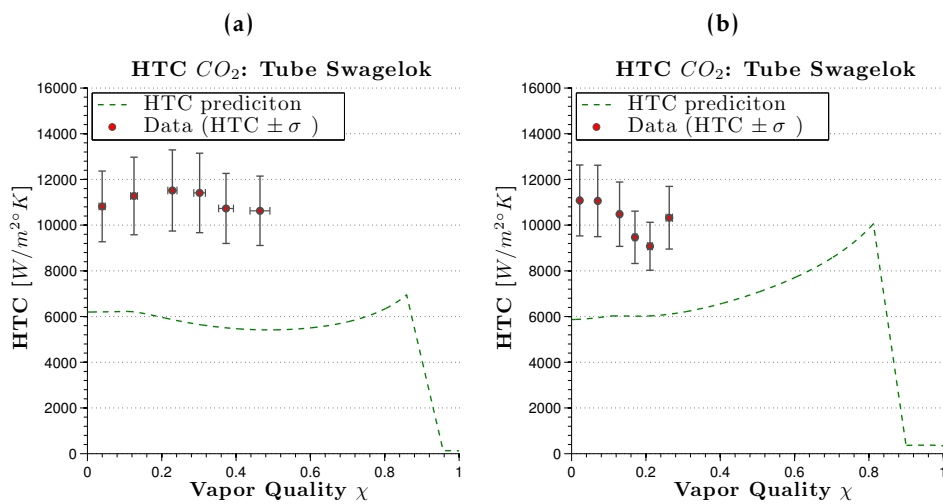 (a)
HTC CO₂: Tube Swagelok
16000
14000
12000
10000
8000
6000
4000
2000
0
HTC [W/m²°K]
HTC prediciton
Data (HTC ± σ )
0 0.2 0.4 0.6 0.8 1
Vapor Quality χ
(b)
HTC CO₂: Tube Swagelok
16000
14000
12000
10000
8000
6000
4000
2000
0
HTC [W/m²°K]
HTC prediciton
Data (HTC ± σ )
0 0.2 0.4 0.6 0.8 1
Vapor Quality χ